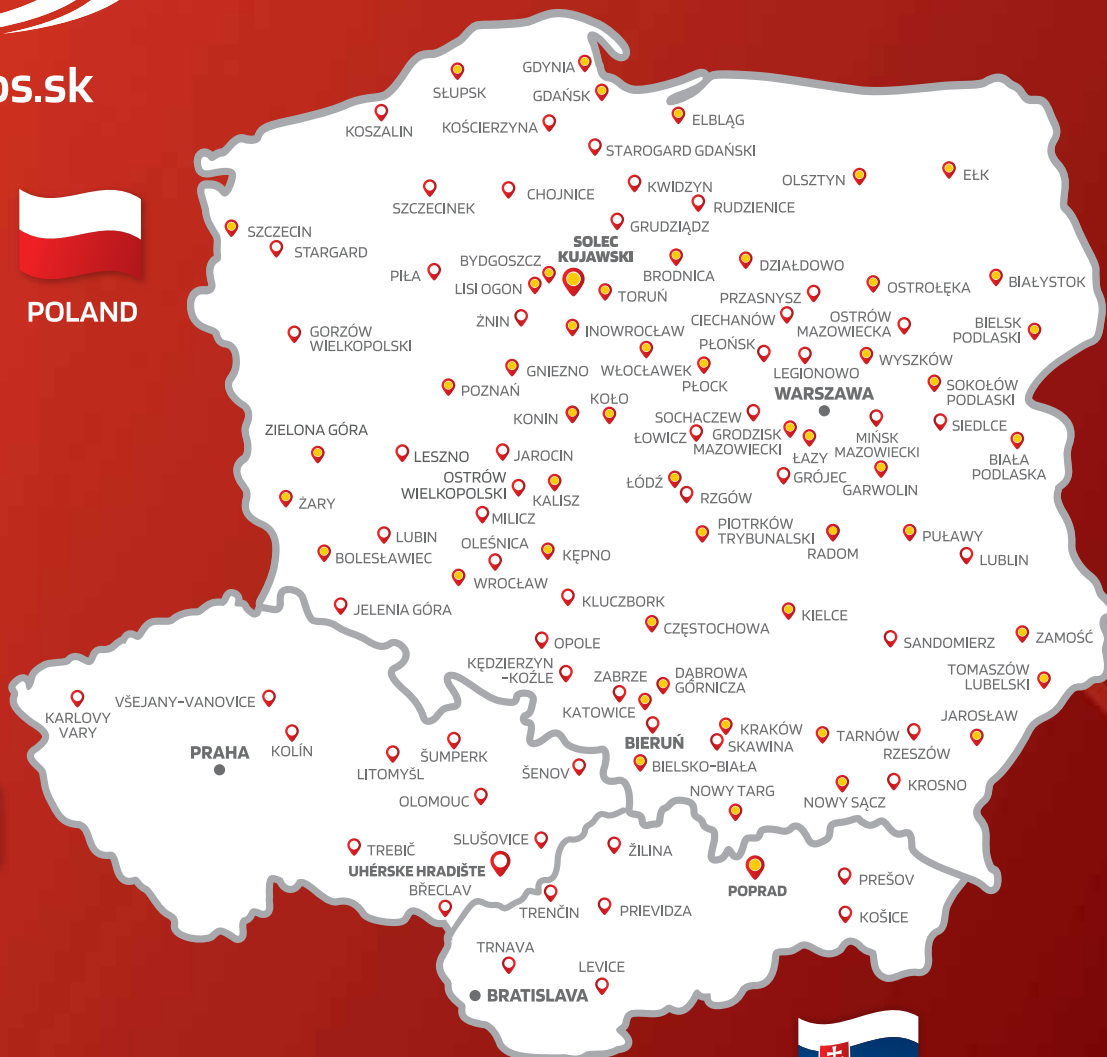 os.sk
POLAND
GDYNIA
SŁUPSK
GDAŃSK
KOSZALIN
KOŚCIERZYNA
ELBLĄG
STAROGARD GDAŃSKI
SZCZECINEK
CHOJNICE
KWIDZYN
OLSZTYN
EŁK
RUDZIENICE
SZCZECIN
STARGARD
GRUDZIĄDZ
SOLEC
KUJAWSKI
PIŁA
BYDGOSZCZ
LISI OGON
TORUŃ
BRODNICA
DZIAŁDOWO
PRZASNYSZ
OSTROŁĘKA
BIAŁYSTOK
GORZÓW
WIELKOPOLSKI
ŻNIN
INOWROCŁAW
CIECHANÓW
OSTRÓW
MAZOWIECKA
BIELSK
PODLASKI
GNIEZNO
WŁOCŁAWEK
PŁOŃSK
PŁOCK
LEGIONOWO
WYSZKÓW
POZNAŃ
KONIN
KOŁO
WARSZAWA
SOKOŁÓW
PODLASKI
SOCHACZEW
ŁOWICZ
GRODZISK
MAZOWIECKI
ŁAZY
MIŃSK
MAZOWIECKI
SIEDLCE
BIAŁA
PODLASKA
ZIELONA GÓRA
LESZNO
JAROCIN
OSTRÓW
WIELKOPOLSKI
KALISZ
ŁÓDŹ
RZGÓW
GRÓJEC
GARWOLIN
ŻARY
MILICZ
LUBIN
OLEŚNICA
KĘPNO
PIOTRKÓW
TRYBUNALSKI
RADOM
PUŁAWY
LUBLIN
BOLESŁAWIEC
WROCŁAW
JELENIA GÓRA
KLUCZBORK
CZĘSTOCHOWA
KIELCE
SANDOMIERZ
ZAMOŚĆ
OPOLE
KĘDZIERZYN
-KOŹLE
ZABRZE
DĄBROWA
GÓRNICZA
KATOWICE
TOMASZÓW
LUBELSKI
BIERUŃ
KRAKÓW
SKAWINA
TARNÓW
RZESZÓW
JAROSŁAW
BIELSKO-BIAŁA
NOWY TARG
NOWY SĄCZ
KROSNO
KARLOVY
VARY
VŠEJANY-VANOVICE
KOLÍN
PRAHA
LITOMYŠL
ŠUMPERK
ŠENOV
OLOMOUC
TREBIČ
SLUŠOVICE
UHÉRSKE HRADIŠTE
BŘECLAV
ŽILINA
POPRAD
PREŠOV
TRENČIN
PRIEVIDZA
KOŠICE
TRNAVA
LEVICE
BRATISLAVA